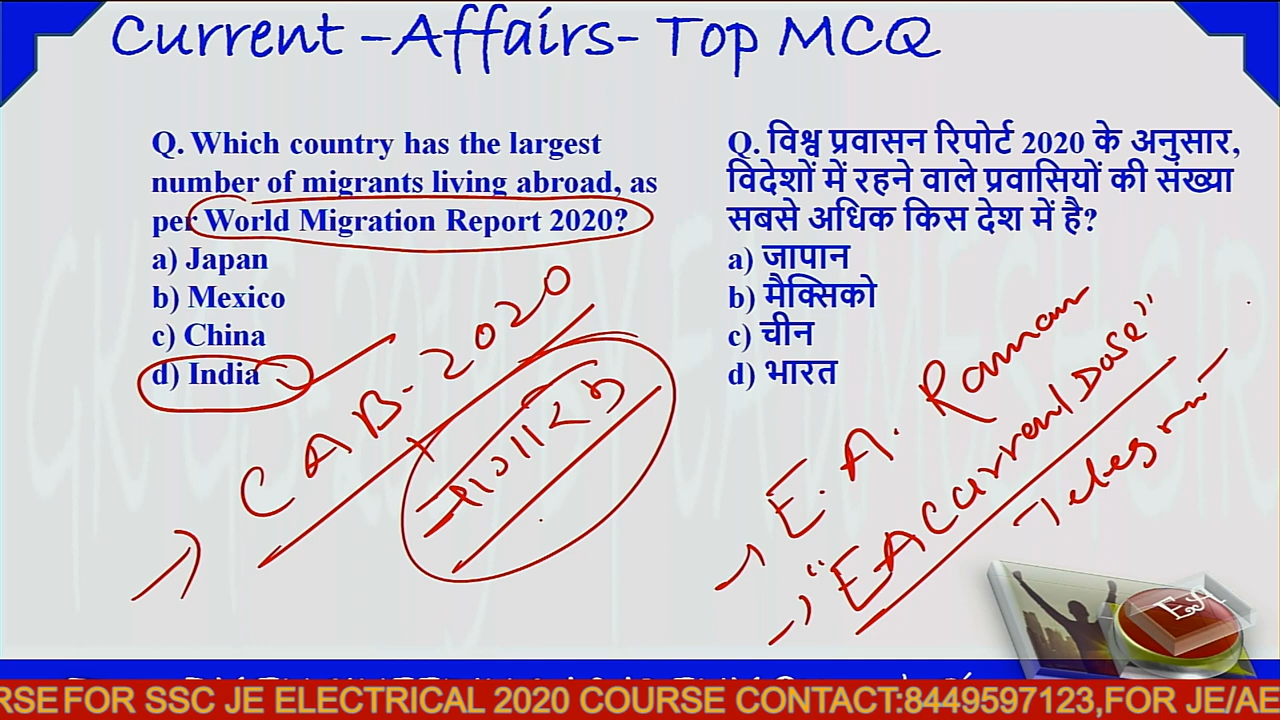 Current -Affairs- Top MCQ
Q. Which country has the largest
number of migrants living abroad, as
per World Migration Report 2020?
a) Japan
b) Mexico
c) China
d) India
Q. विश्व प्रवासन रिपोर्ट 2020 के अनुसार,
विदेशों में रहने वाले प्रवासियों की संख्या
सबसे अधिक किस देश में है?
a) जापान
b) मैक्सिको
c) चीन
d) भारत
CAB-2020
E.A. Raman
"EACurrentDose"
Telegram
E.A
RSE FOR SSC JE ELECTRICAL 2020 COURSE CONTACT:8449597123,FOR JE/AE